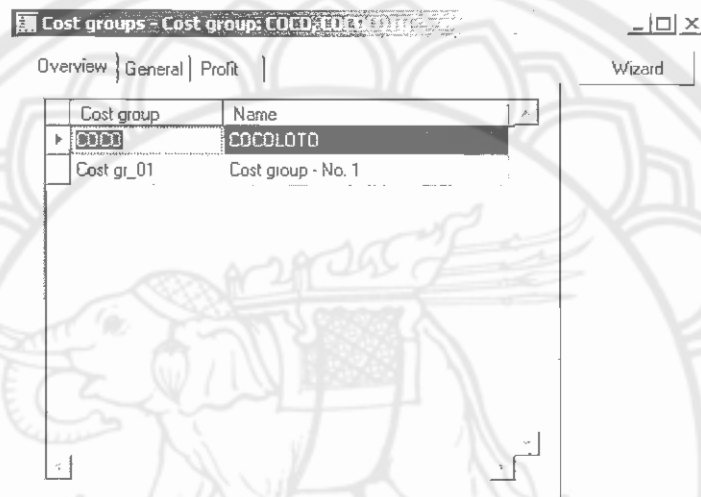 Cost groups - Cost group: COCO, COCO
Overview General Profit Wizard
Cost group Name
COCO COCOLOTO
Cost gr_01 Cost group - No. 1